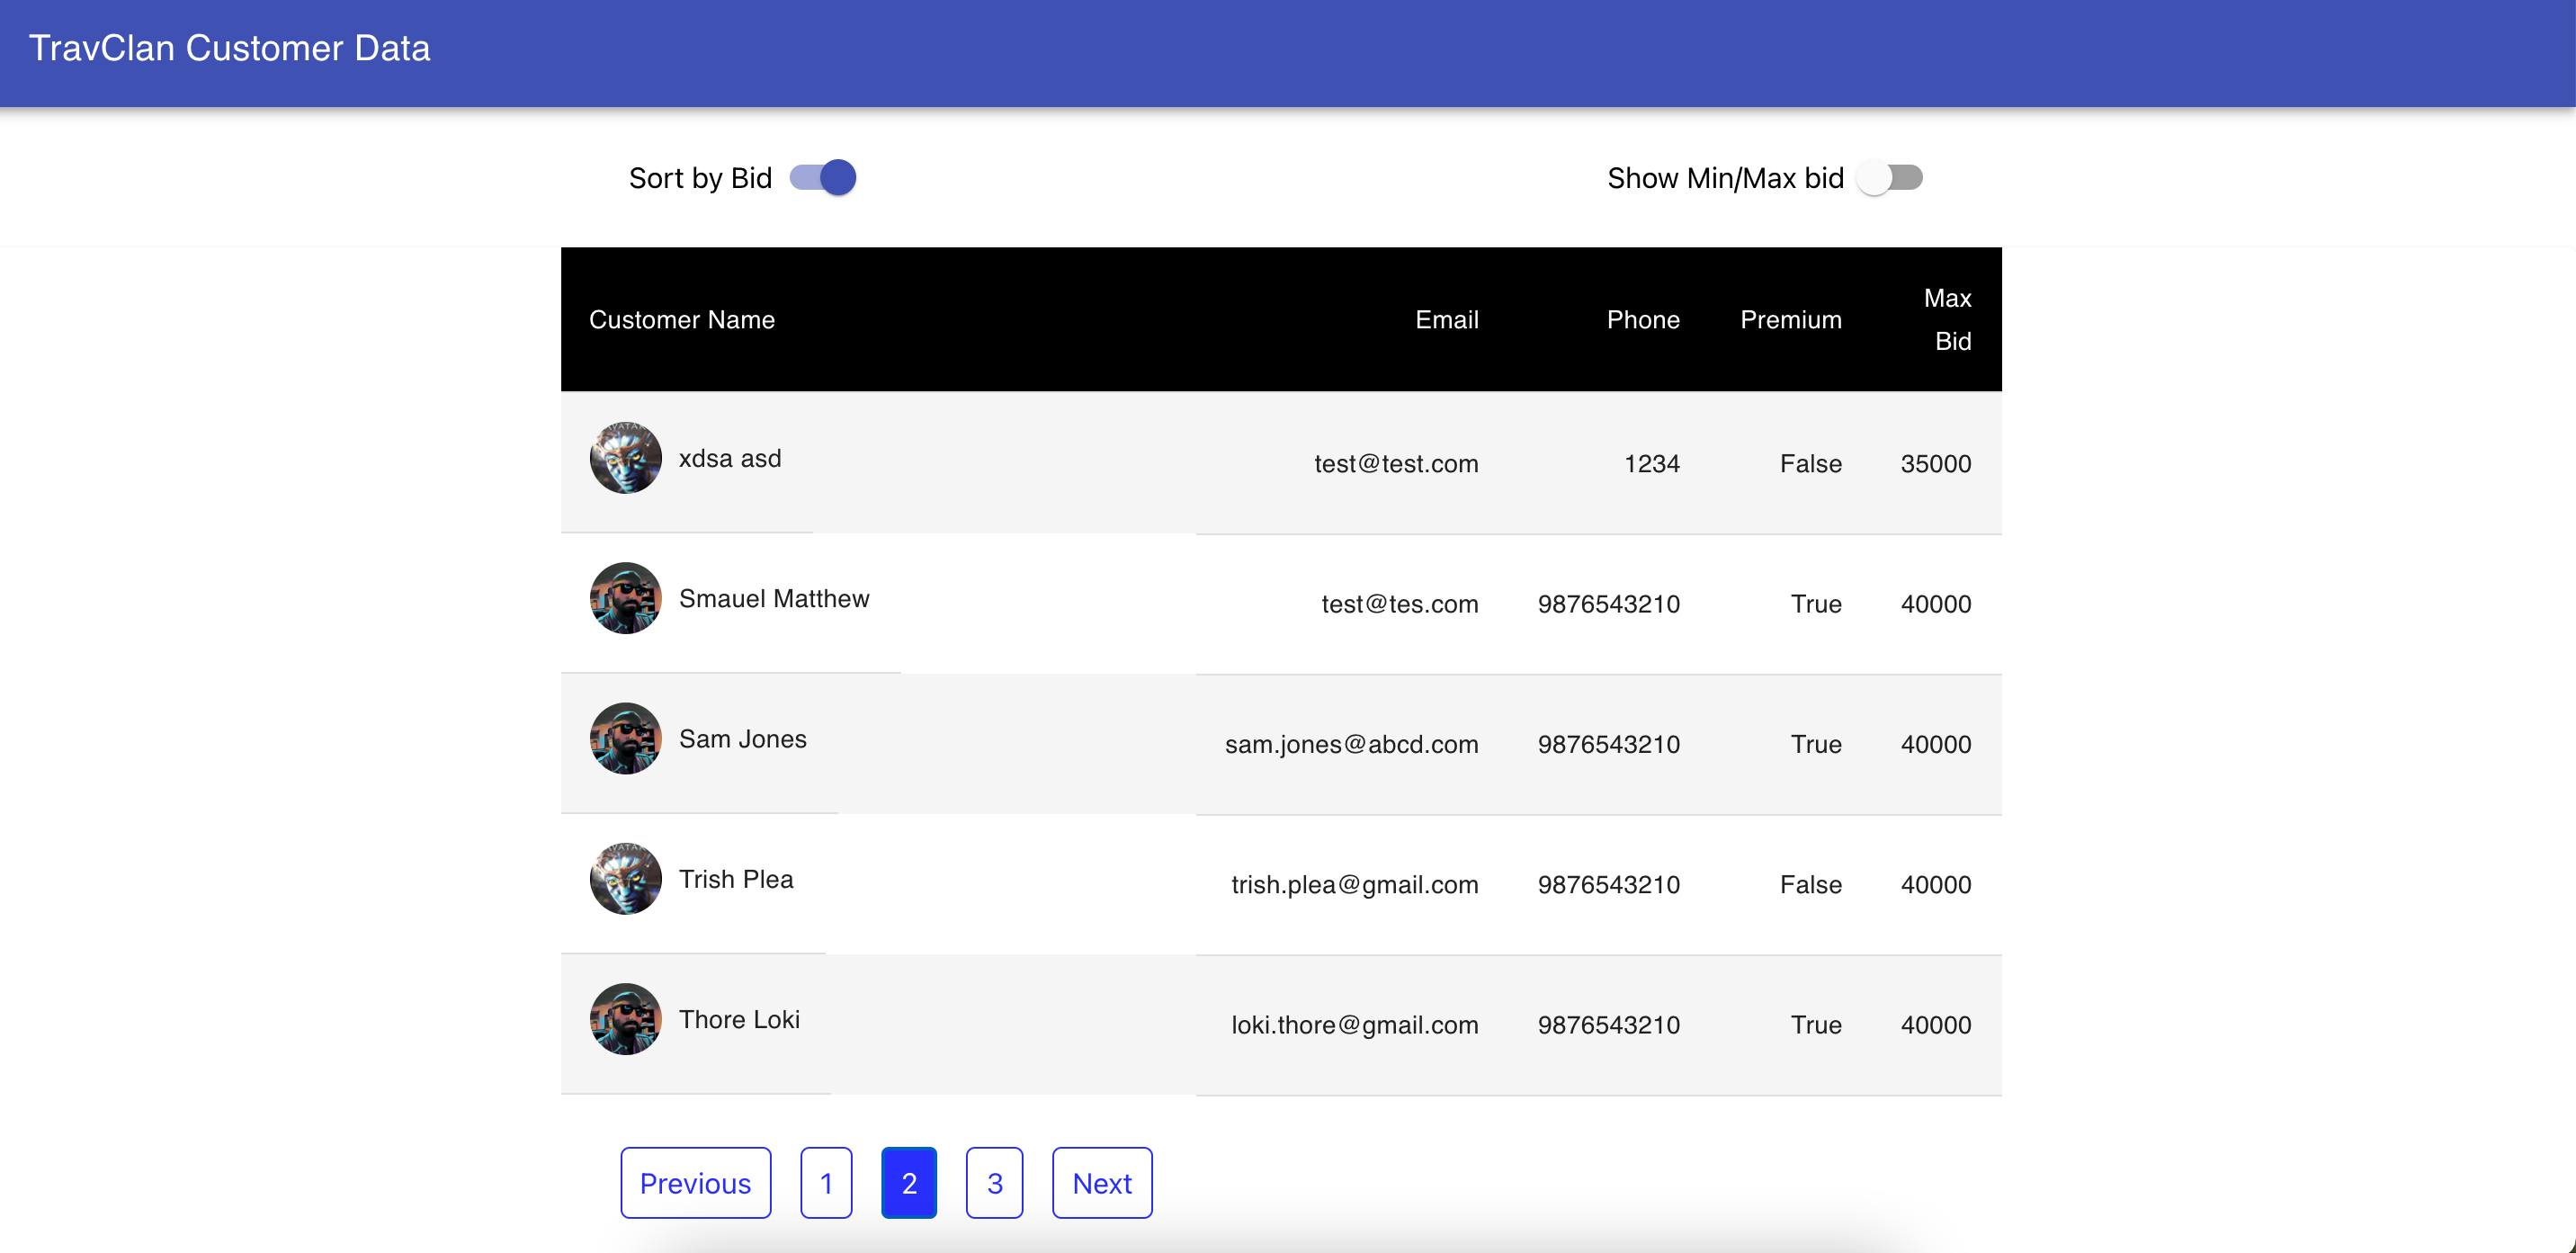 TravClan Customer Data
Sort by Bid
Show Min/Max bid
Customer Name Email Phone Premium Max Bid
xdsa asd test@test.com 1234 False 35000
Smauel Matthew test@tes.com 9876543210 True 40000
Sam Jones sam.jones@abcd.com 9876543210 True 40000
Trish Plea trish.plea@gmail.com 9876543210 False 40000
Thore Loki loki.thore@gmail.com 9876543210 True 40000
Previous 1 2 3 Next